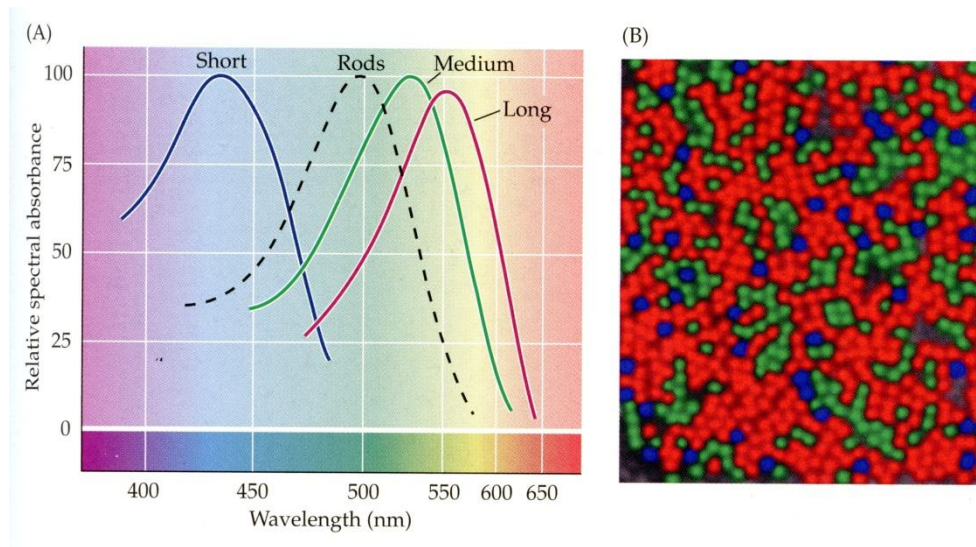 (A)
(B)
Short
Rods
Medium
Long
100
75
50
25
0
Relative spectral absorbance
400 450 500 550 600 650
Wavelength (nm)